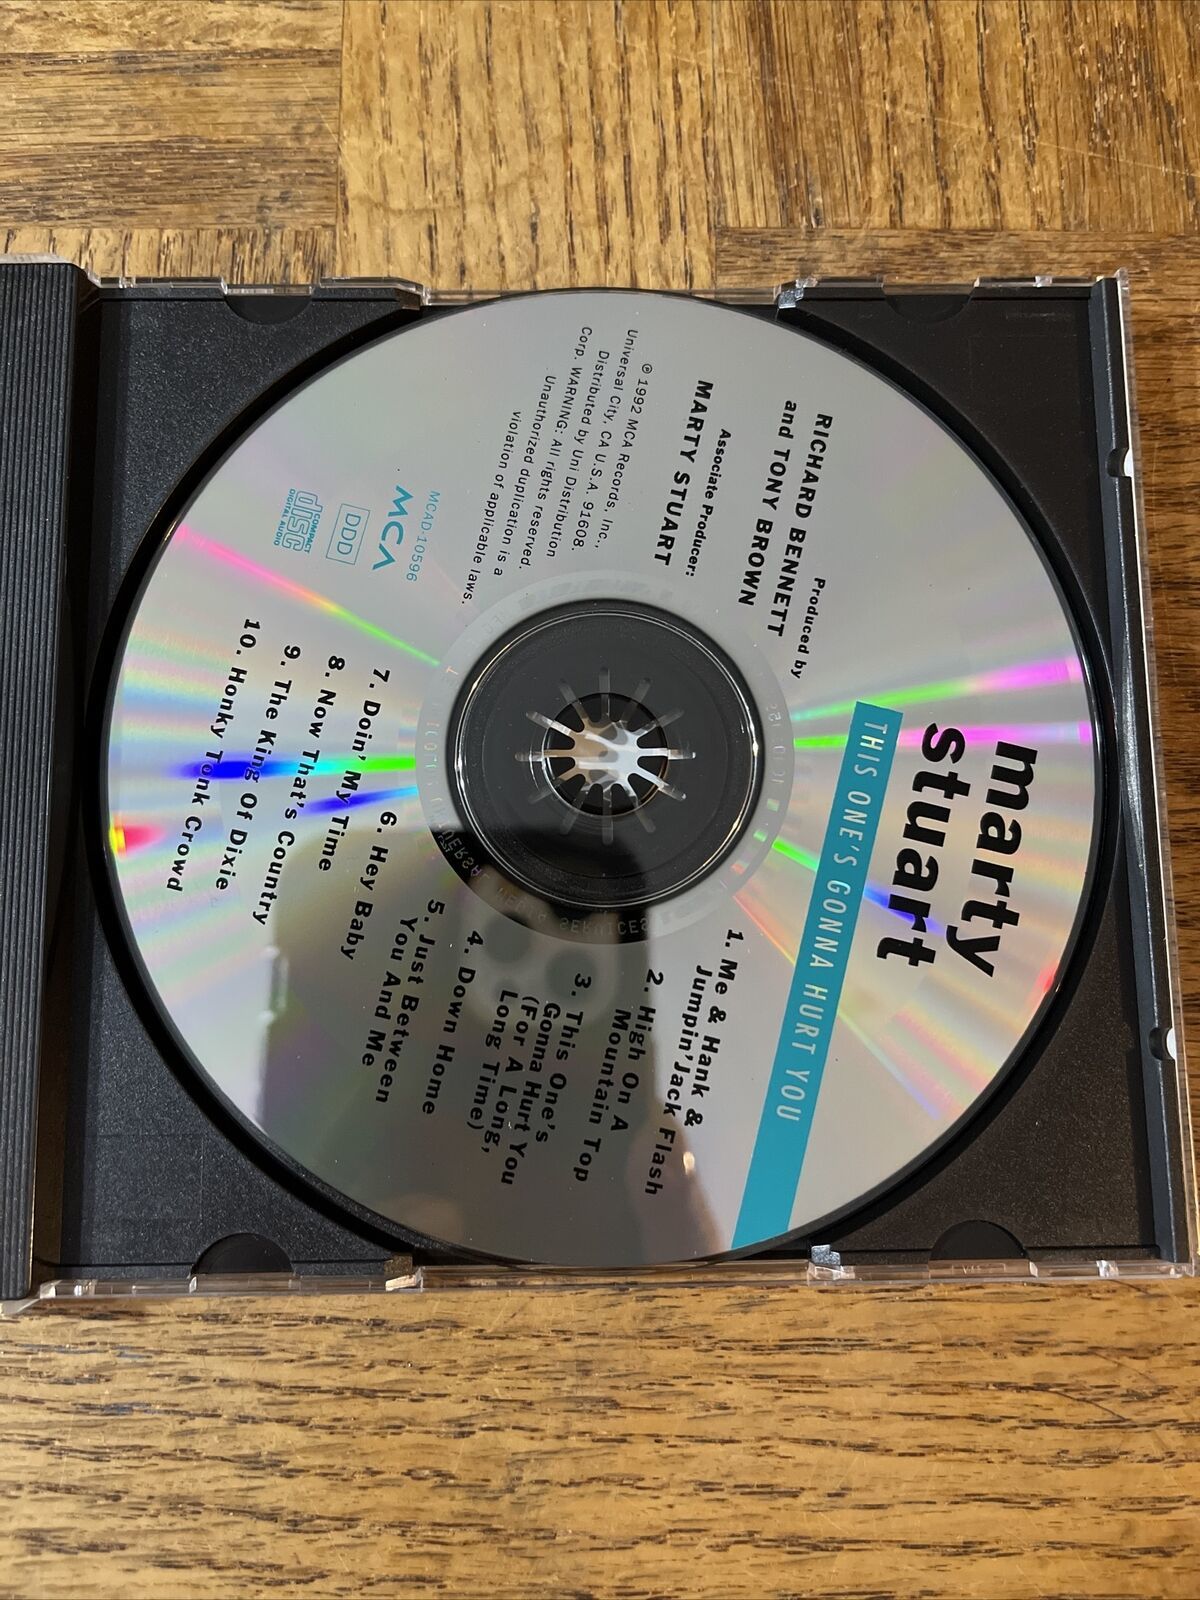 marty
stuart
THIS ONE'S GONNA HURT YOU
Produced by
RICHARD BENNETT
and TONY BROWN
Associate Producer:
MARTY STUART
℗ 1992 MCA Records, Inc.,
Universal City, CA U.S.A. 91608.
Distributed by Uni Distribution
Corp. WARNING: All rights reserved.
Unauthorized duplication is a
violation of applicable laws.
MCAD-10596
MCA
DDD
COMPACT
disc
DIGITAL AUDIO
1. Me & Hank &
Jumpin' Jack Flash
2. High On A
Mountain Top
3. This One's
Gonna Hurt You
(For A Long,
Long Time)
4. Down Home
5. Just Between
You And Me
6. Hey Baby
7. Doin' My Time
8. Now That's Country
9. The King Of Dixie
10. Honky Tonk Crowd